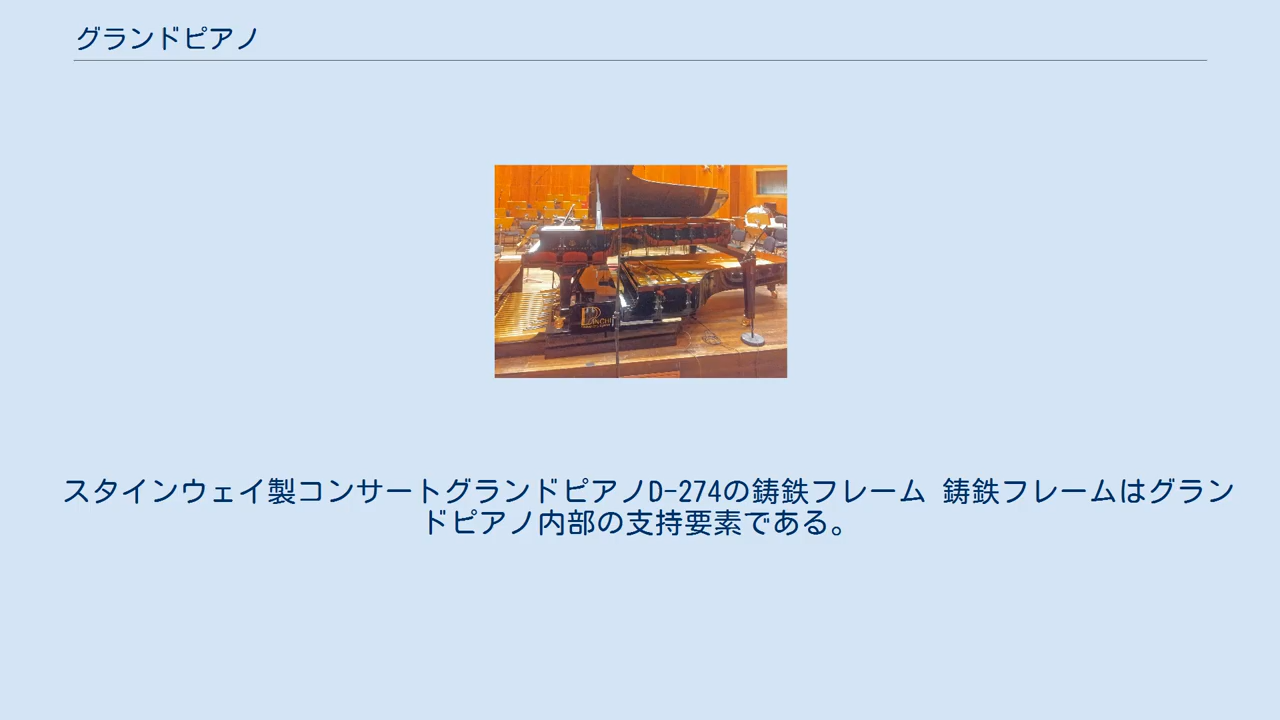 グランドピアノ
スタインウェイ製コンサートグランドピアノD-274の鋳鉄フレーム 鋳鉄フレームはグラン
ドピアノ内部の支持要素である。